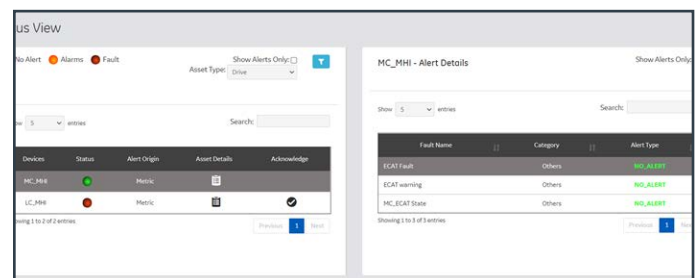 us View
No Alert Alarms Fault
Show Alerts Only:
Asset Type: Drive
ow 5 entries
Search:
Devices Status Alert Origin Asset Details Acknowledge
MC_MHI Metric
LC_MHI Metric
owing 1 to 2 of 2 entries
Previous 1 Next
MC_MHI - Alert Details
Show Alerts Only:
Show 5 entries
Search:
Fault Name Category Alert Type
ECAT Fault Others NO_ALERT
ECAT warning Others NO_ALERT
MC_ECAT State Others NO_ALERT
Showing 1 to 3 of 3 entries
Previous 1